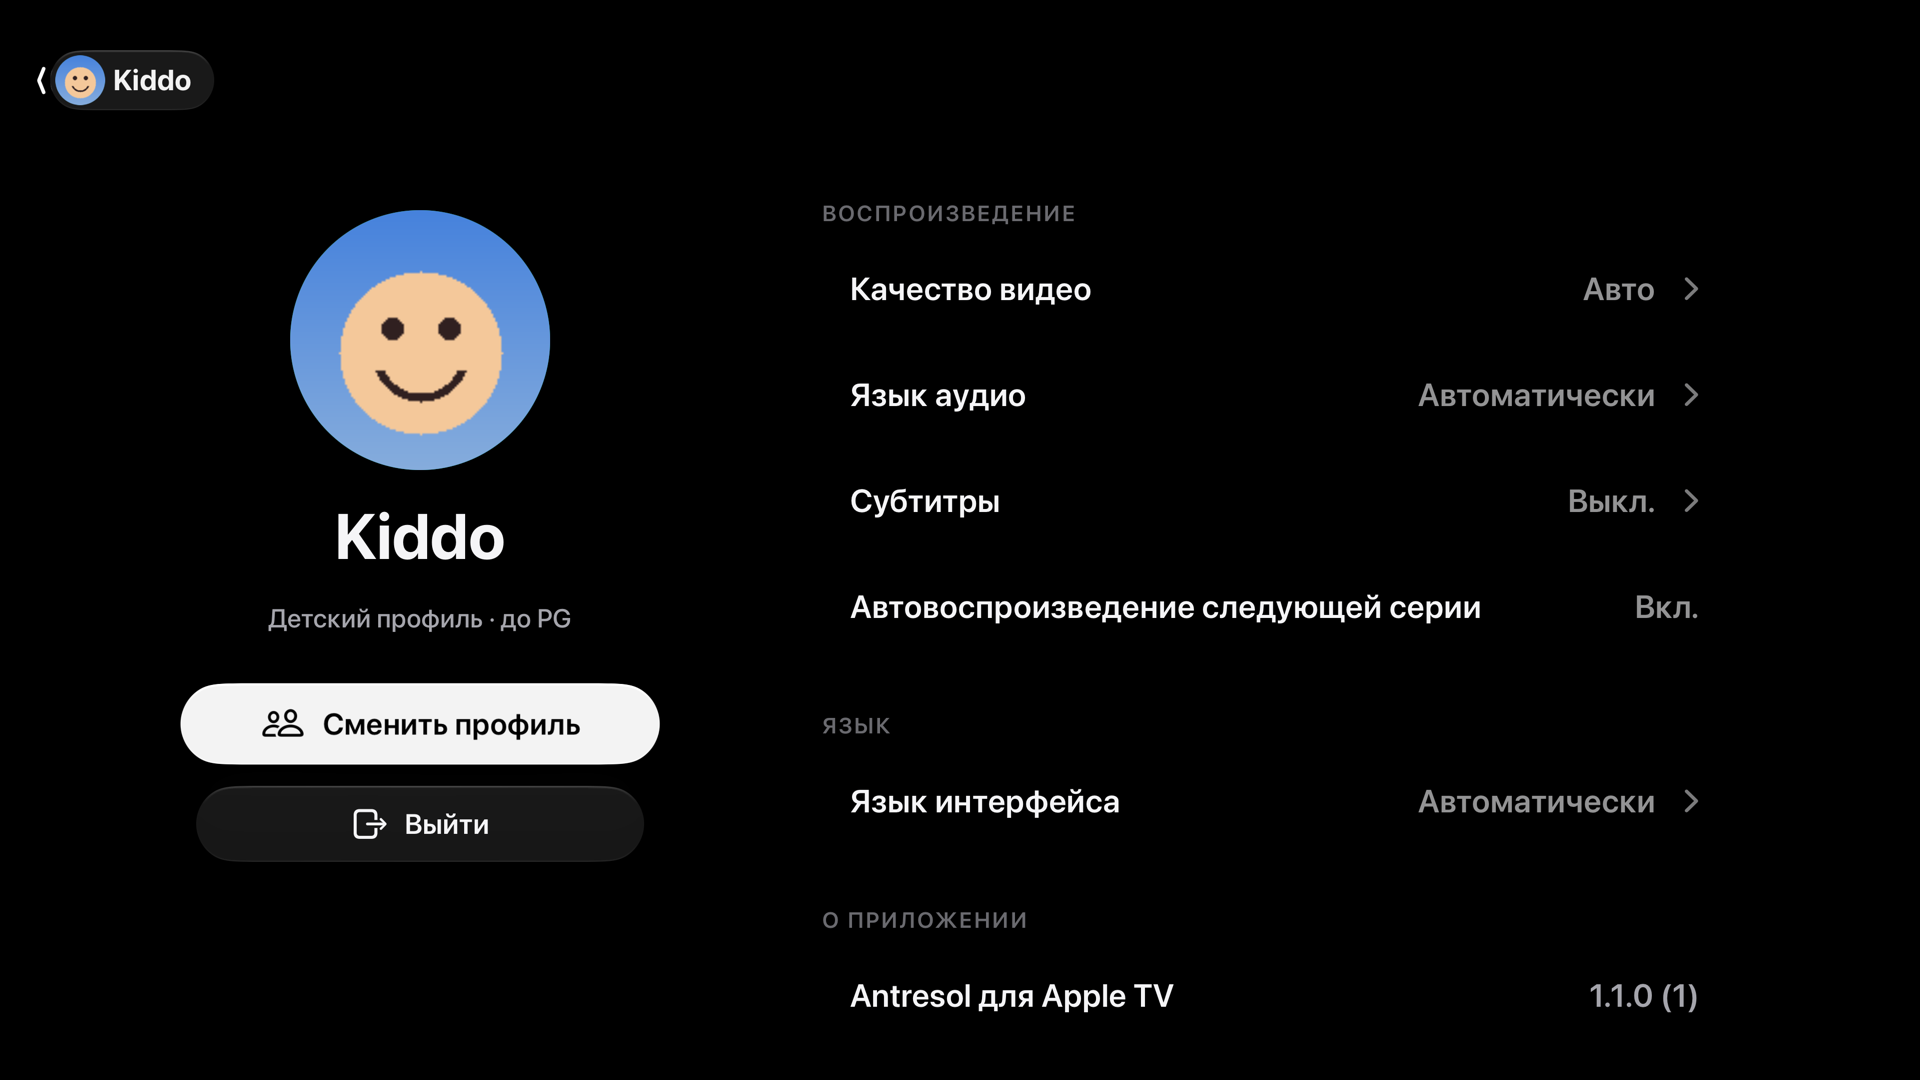 Kiddo
Kiddo
Детский профиль · до PG
Сменить профиль
Выйти
ВОСПРОИЗВЕДЕНИЕ
Качество видео Авто
Язык аудио Автоматически
Субтитры Выкл.
Автовоспроизведение следующей серии Вкл.
ЯЗЫК
Язык интерфейса Автоматически
О ПРИЛОЖЕНИИ
Antresol для Apple TV 1.1.0 (1)